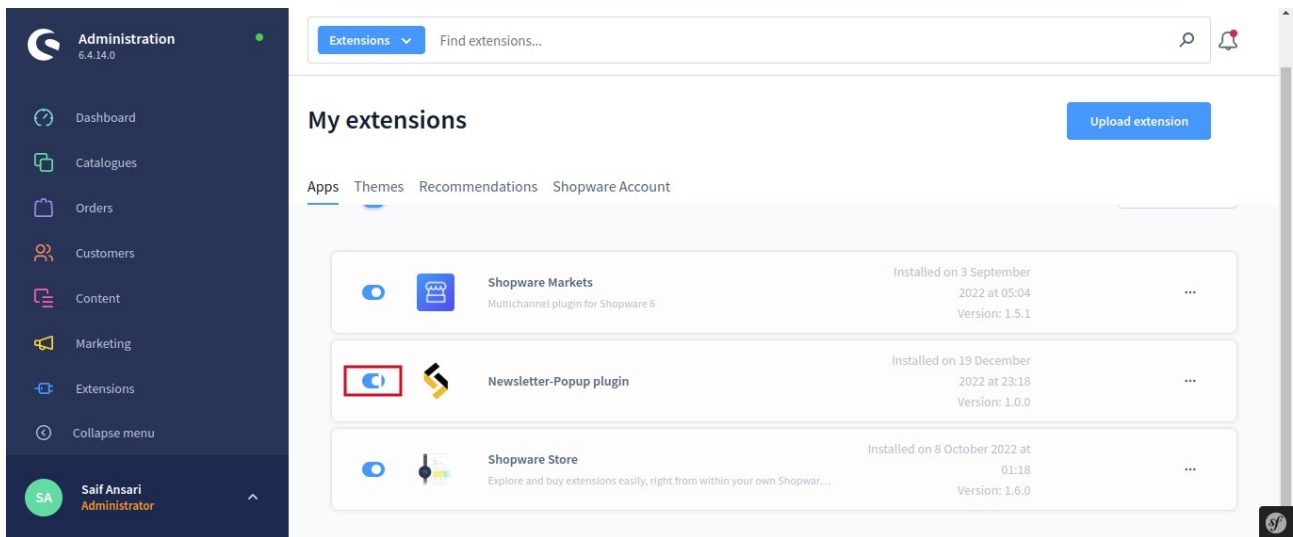 Administration
6.4.14.0
Dashboard
Catalogues
Orders
Customers
Content
Marketing
Extensions
Collapse menu
SA
Saif Ansari
Administrator
Extensions
Find extensions...
My extensions
Upload extension
Apps Themes Recommendations Shopware Account
Shopware Markets
Multichannel plugin for Shopware 6
Installed on 3 September
2022 at 05:04
Version: 1.5.1
Newsletter-Popup plugin
Installed on 19 December
2022 at 23:18
Version: 1.0.0
Shopware Store
Explore and buy extensions easily, right from within your own Shopwar...
Installed on 8 October 2022 at
01:18
Version: 1.6.0
sf